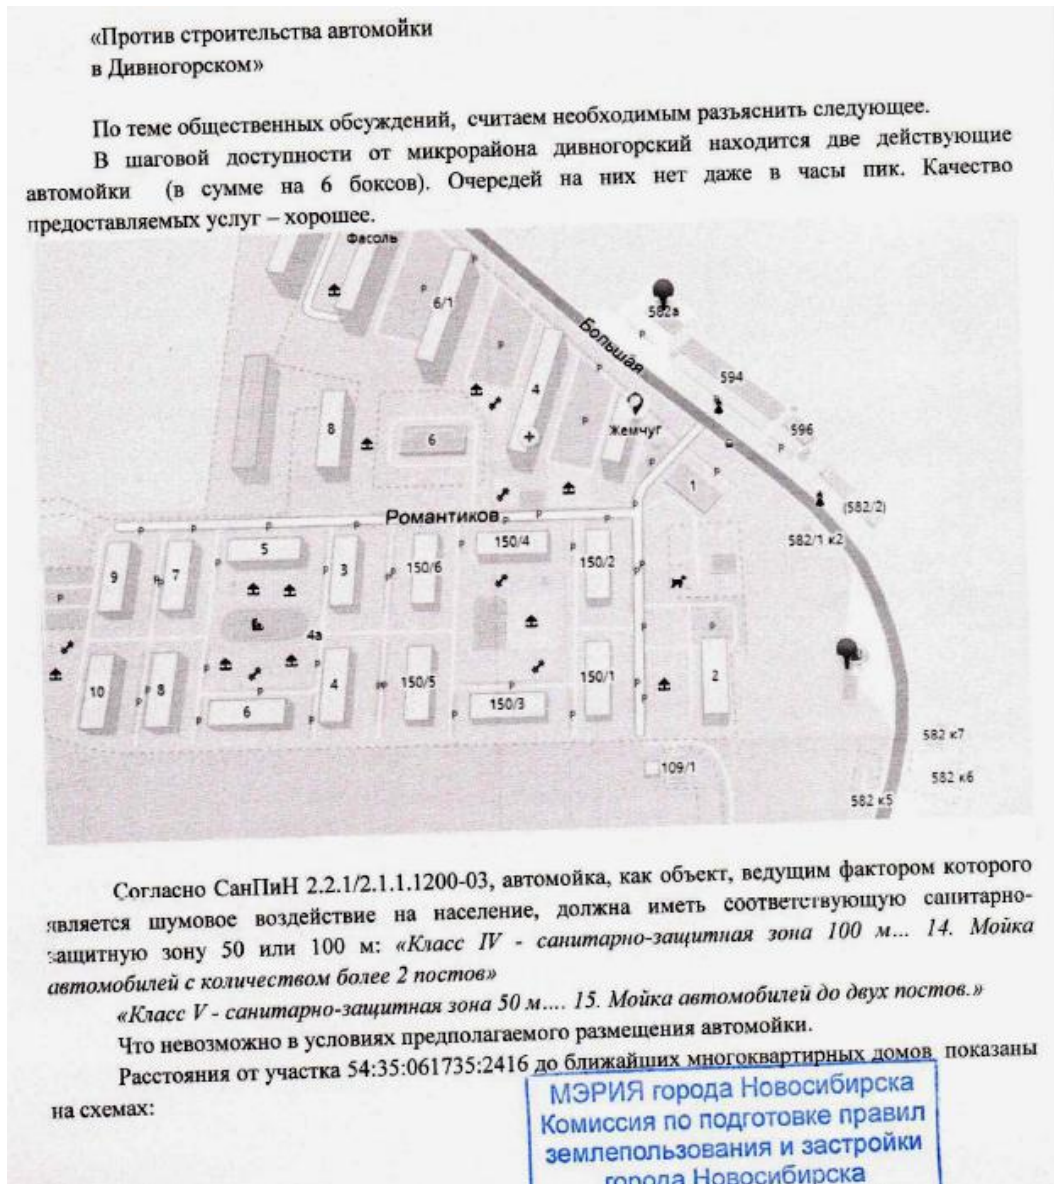 «Против строительства автомойки
в Дивногорском»
По теме общественных обсуждений, считаем необходимым разъяснить следующее.
В шаговой доступности от микрорайона дивногорский находится две действующие
автомойки (в сумме на 6 боксов). Очередей на них нет даже в часы пик. Качество
предоставляемых услуг – хорошее.
Фасоль
6/1
582а
Большая
594
4
8
6
Жемчуг
596
1
(582/2)
Романтиков
582/1 к2
5
150/4
9
7
3
150/6
150/2
4а
10
8
6
4
150/5
150/3
150/1
2
582 к7
109/1
582 к6
582 к5
Согласно СанПиН 2.2.1/2.1.1.1200-03, автомойка, как объект, ведущим фактором которого
является шумовое воздействие на население, должна иметь соответствующую санитарно-
защитную зону 50 или 100 м: «Класс IV - санитарно-защитная зона 100 м... 14. Мойка
автомобилей с количеством более 2 постов»
«Класс V - санитарно-защитная зона 50 м.... 15. Мойка автомобилей до двух постов.»
Что невозможно в условиях предполагаемого размещения автомойки.
Расстояния от участка 54:35:061735:2416 до ближайших многоквартирных домов показаны
на схемах:
МЭРИЯ города Новосибирска
Комиссия по подготовке правил
землепользования и застройки
города Новосибирска